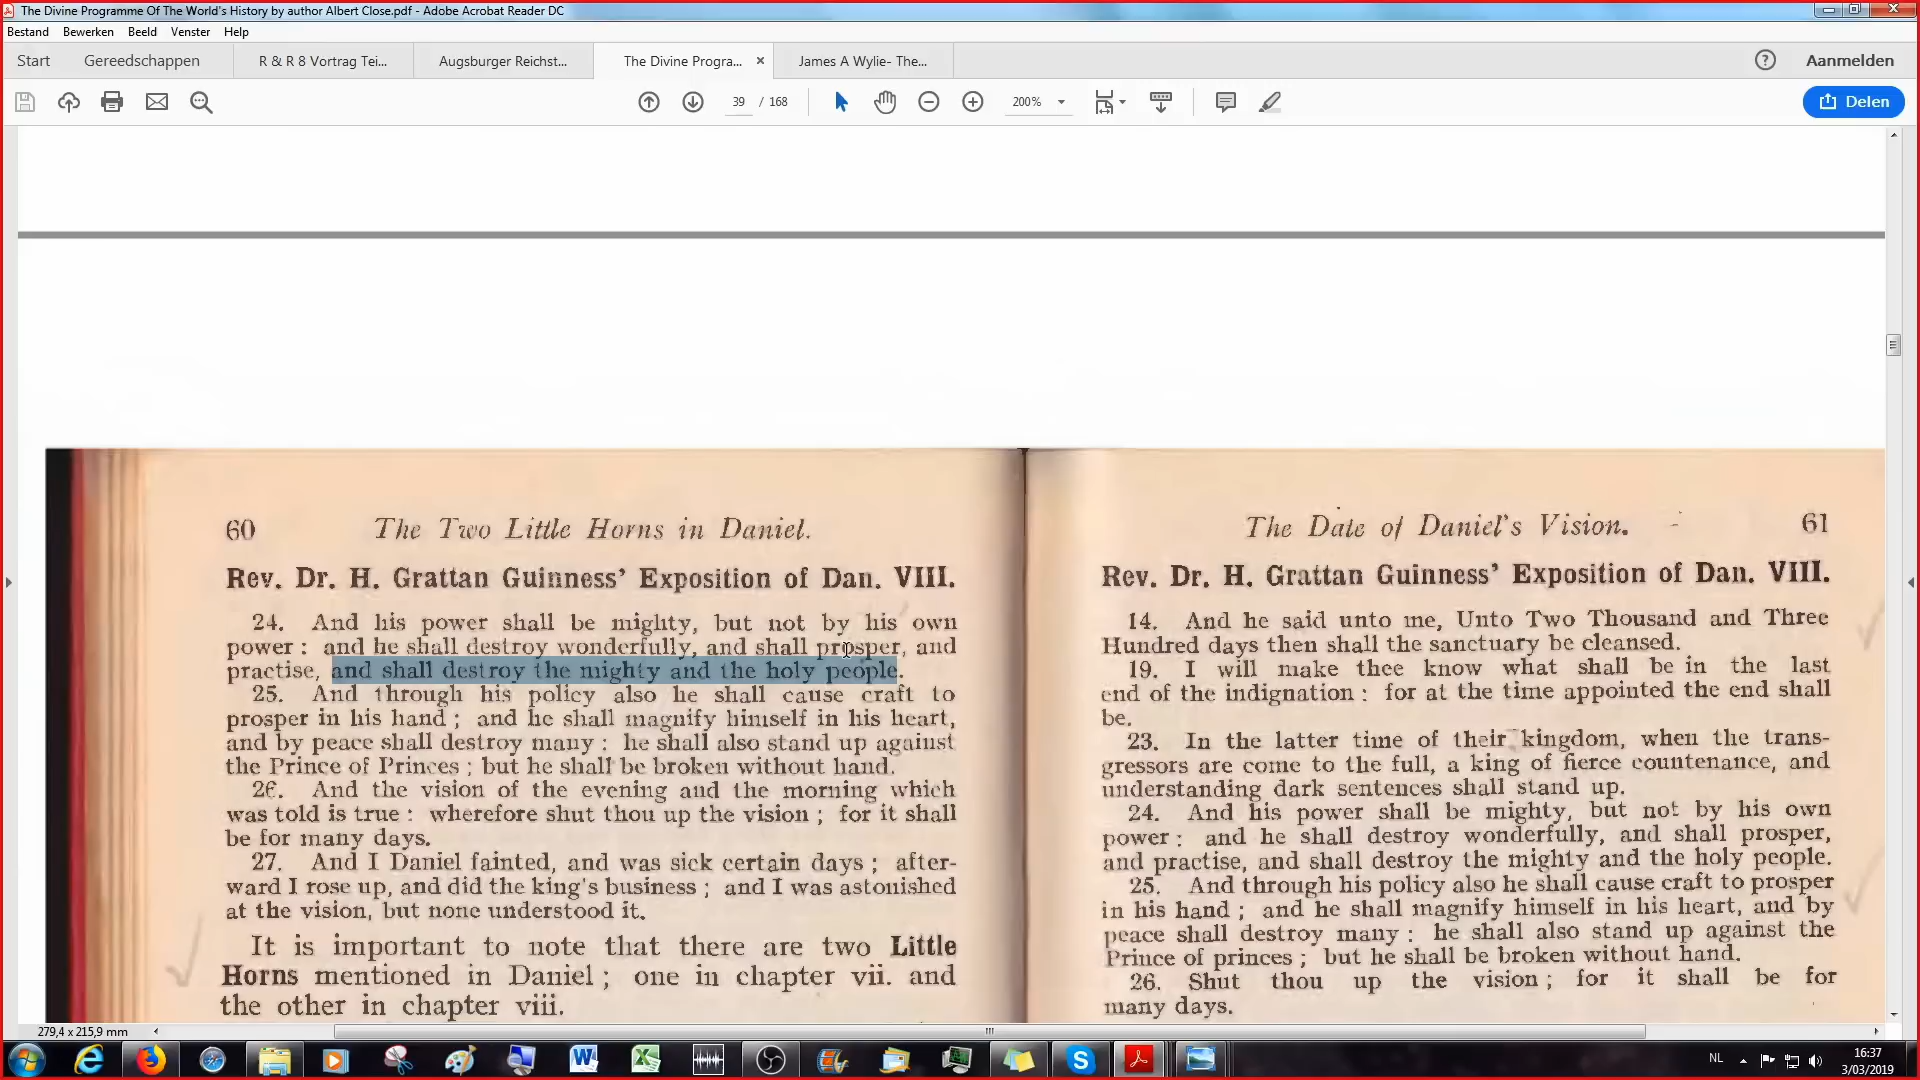 The Divine Programme Of The World's History by author Albert Close.pdf - Adobe Acrobat Reader DC
Bestand Bewerken Beeld Venster Help
Start Gereedschappen R & R 8 Vortrag Tei... Augsburger Reichst... The Divine Progra... × James A Wylie- The... ? Aanmelden
39 / 168 200% Delen
60 The Two Little Horns in Daniel.
Rev. Dr. H. Grattan Guinness' Exposition of Dan. VIII.
24. And his power shall be mighty, but not by his own
power : and he shall destroy wonderfully, and shall prosper, and
practise, and shall destroy the mighty and the holy people.
25. And through his policy also he shall cause craft to
prosper in his hand ; and he shall magnify himself in his heart,
and by peace shall destroy many : he shall also stand up against
the Prince of Princes ; but he shall be broken without hand.
26. And the vision of the evening and the morning which
was told is true : wherefore shut thou up the vision ; for it shall
be for many days.
27. And I Daniel fainted, and was sick certain days ; after-
ward I rose up, and did the king's business ; and I was astonished
at the vision, but none understood it.
It is important to note that there are two Little
Horns mentioned in Daniel ; one in chapter vii. and
the other in chapter viii.
The Date of Daniel's Vision. 61
Rev. Dr. H. Grattan Guinness' Exposition of Dan. VIII.
14. And he said unto me, Unto Two Thousand and Three
Hundred days then shall the sanctuary be cleansed.
19. I will make thee know what shall be in the last
end of the indignation : for at the time appointed the end shall
be.
23. In the latter time of their kingdom, when the trans-
gressors are come to the full, a king of fierce countenance, and
understanding dark sentences shall stand up.
24. And his power shall be mighty, but not by his own
power : and he shall destroy wonderfully, and shall prosper,
and practise, and shall destroy the mighty and the holy people.
25. And through his policy also he shall cause craft to prosper
in his hand ; and he shall magnify himself in his heart, and by
peace shall destroy many : he shall also stand up against the
Prince of princes ; but he shall be broken without hand.
26. Shut thou up the vision ; for it shall be for
many days.
279,4 x 215,9 mm
NL 16:37
3/03/2019